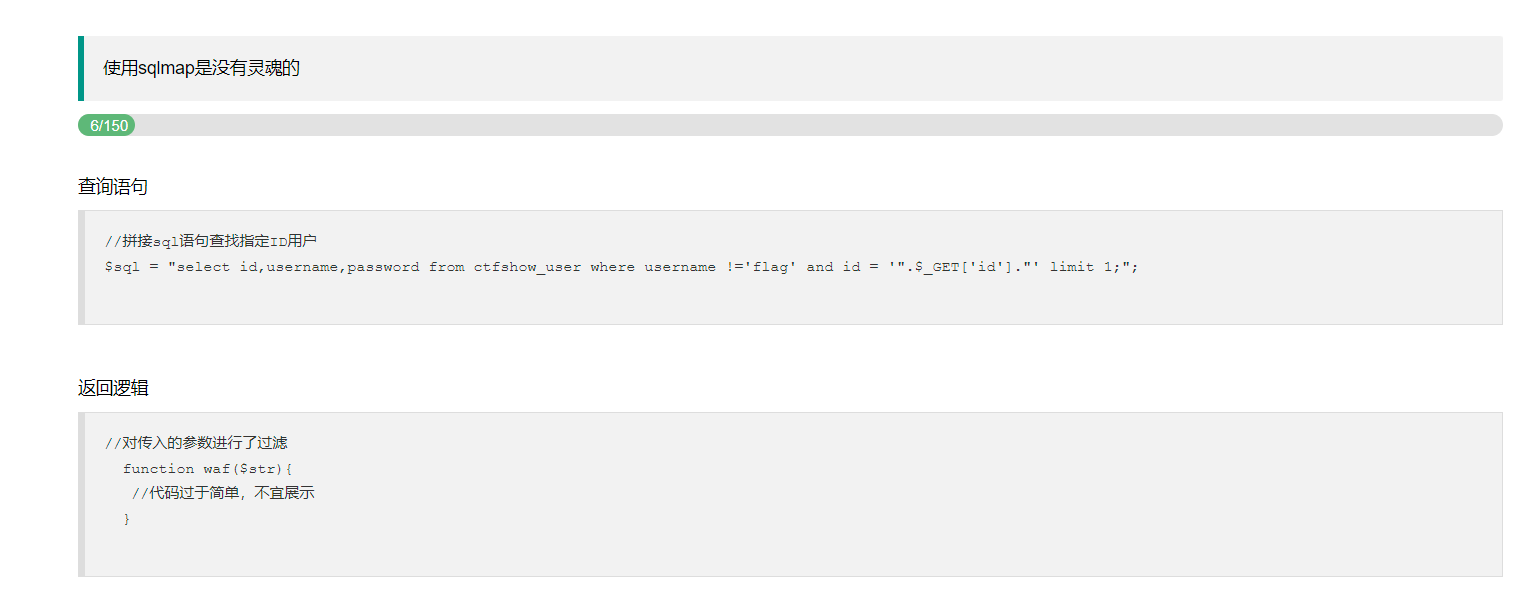 使用sqlmap是没有灵魂的
6/150
查询语句
//拼接sql语句查找指定ID用户
$sql = "select id,username,password from ctfshow_user where username !='flag' and id = '".$_GET['id']."' limit 1;";
返回逻辑
//对传入的参数进行了过滤
function waf($str){
//代码过于简单，不宜展示
}